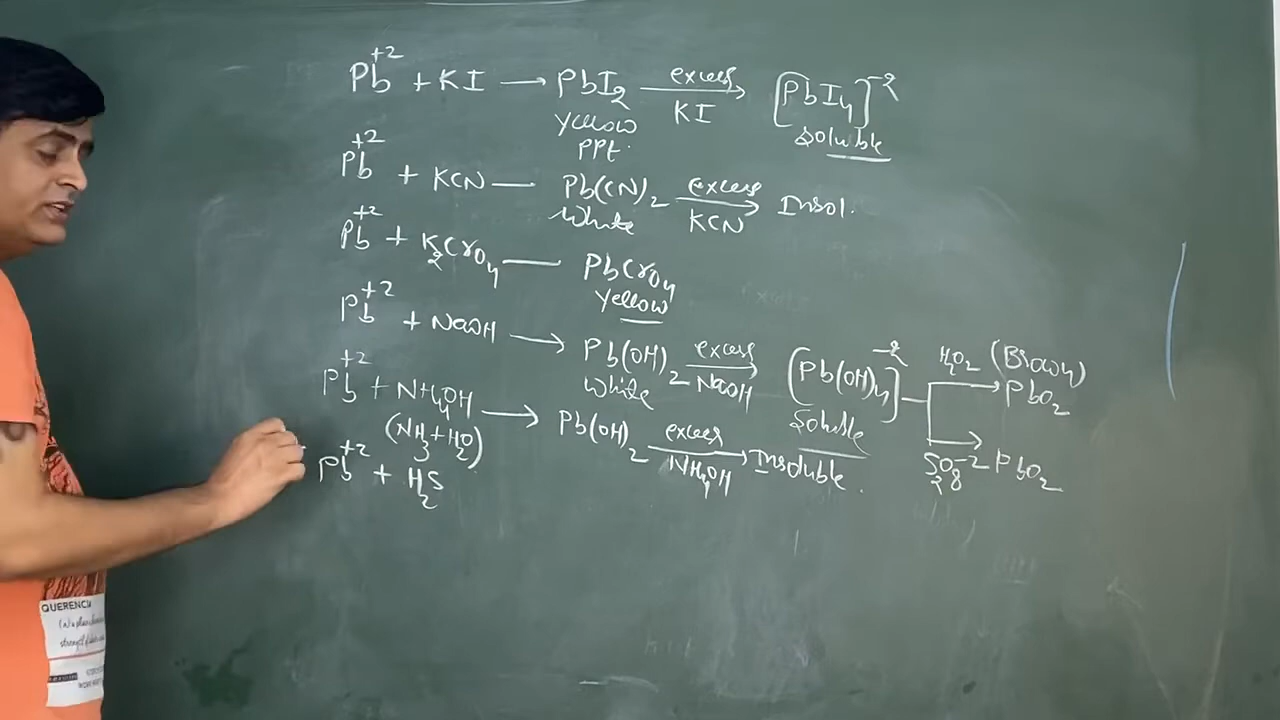 Pb+2 + KI → PbI2 excess KI → [PbI4]-2
yellow soluble
ppt.
Pb+2 + KCN — Pb(CN)2 excess KCN → Insol.
white
Pb+2 + K2CrO4 — PbCrO4
yellow
Pb+2 + NaOH → Pb(OH)2 excess NaOH → [Pb(OH)4]-2 H2O2 → PbO2 (Brown)
white soluble
S2O8-2 → PbO2
Pb+2 + NH4OH → Pb(OH)2 excess NH4OH → Insoluble.
(NH3+H2O)
Pb+2 + H2S
QUERENCIA